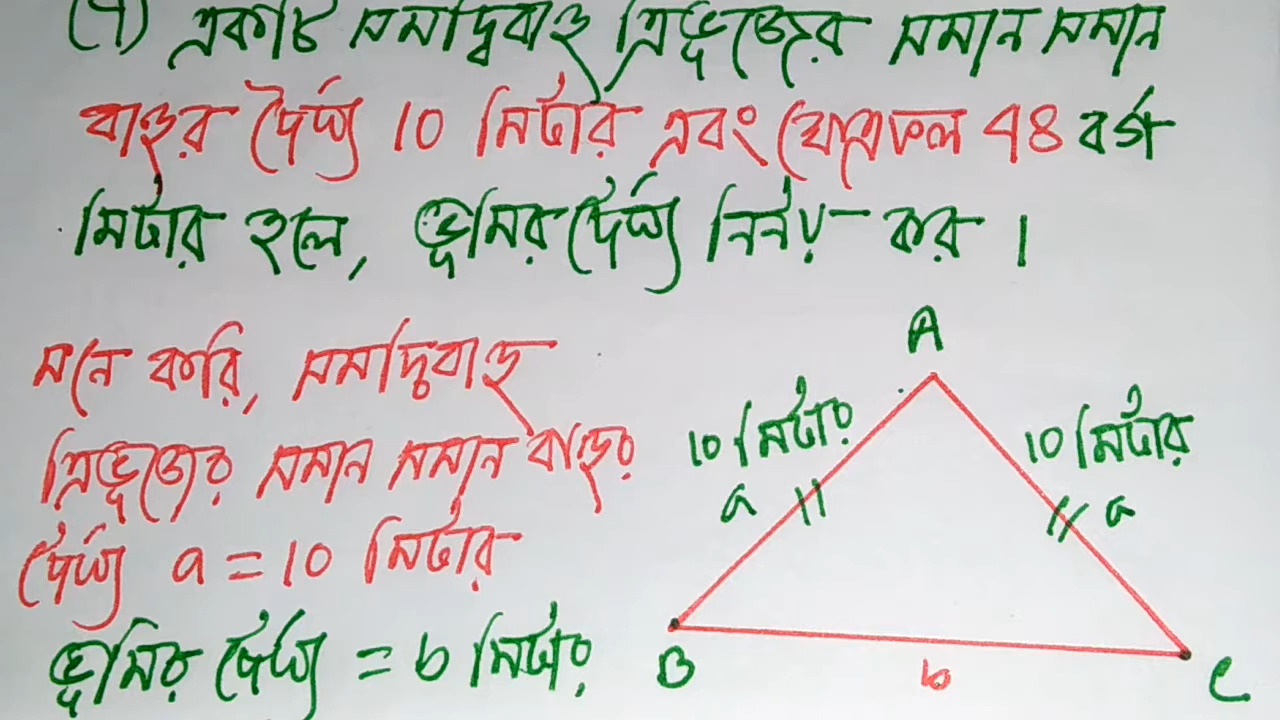 (৭) একটি সমদ্বিবাহু ত্রিভুজের সমান সমান
বাহুর দৈর্ঘ্য 10 মিটার এবং ক্ষেত্রফল 48 বর্গ
মিটার হলে, ভূমির দৈর্ঘ্য নির্নয় কর ।
মনে করি, সমদ্বিবাহু
ত্রিভুজের সমান সমান বাহুর
দৈর্ঘ্য a = 10 মিটার
ভূমির দৈর্ঘ্য = b মিটার
A
10 মিটার
10 মিটার
a
a
B
b
C